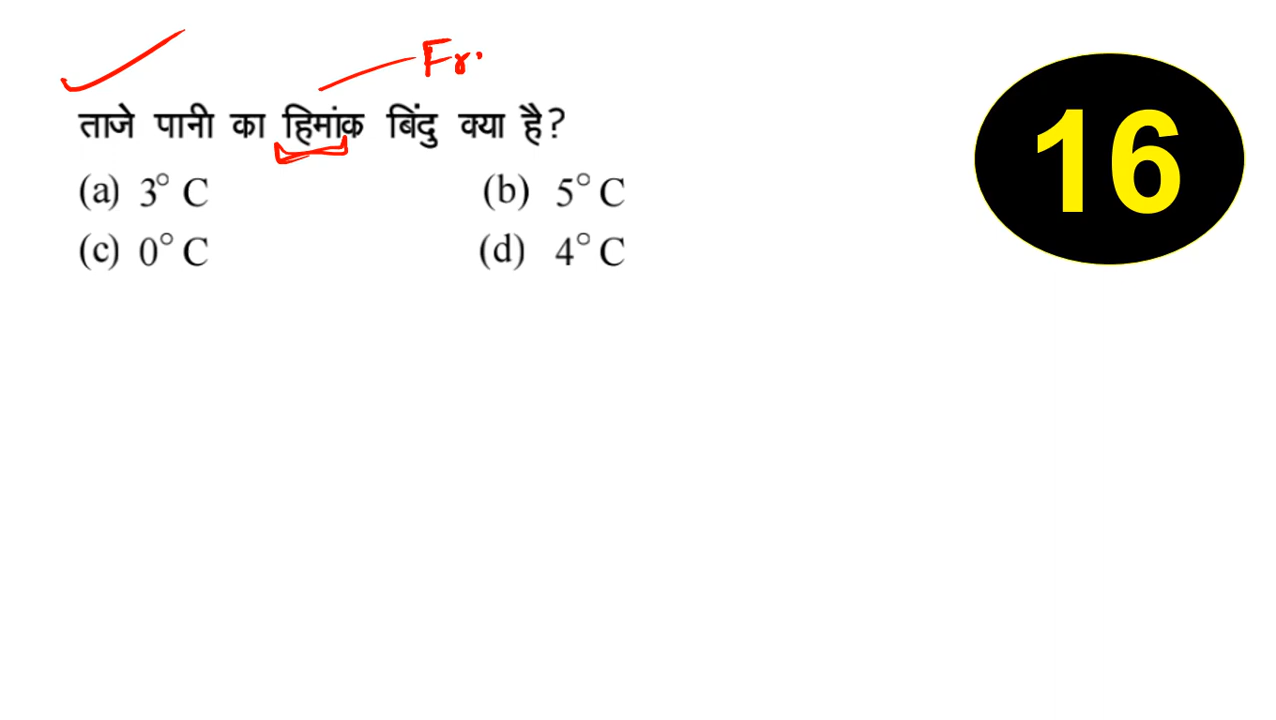 Fr.
ताजे पानी का हिमांक बिंदु क्या है?
(a) 3° C (b) 5° C
(c) 0° C (d) 4° C
16